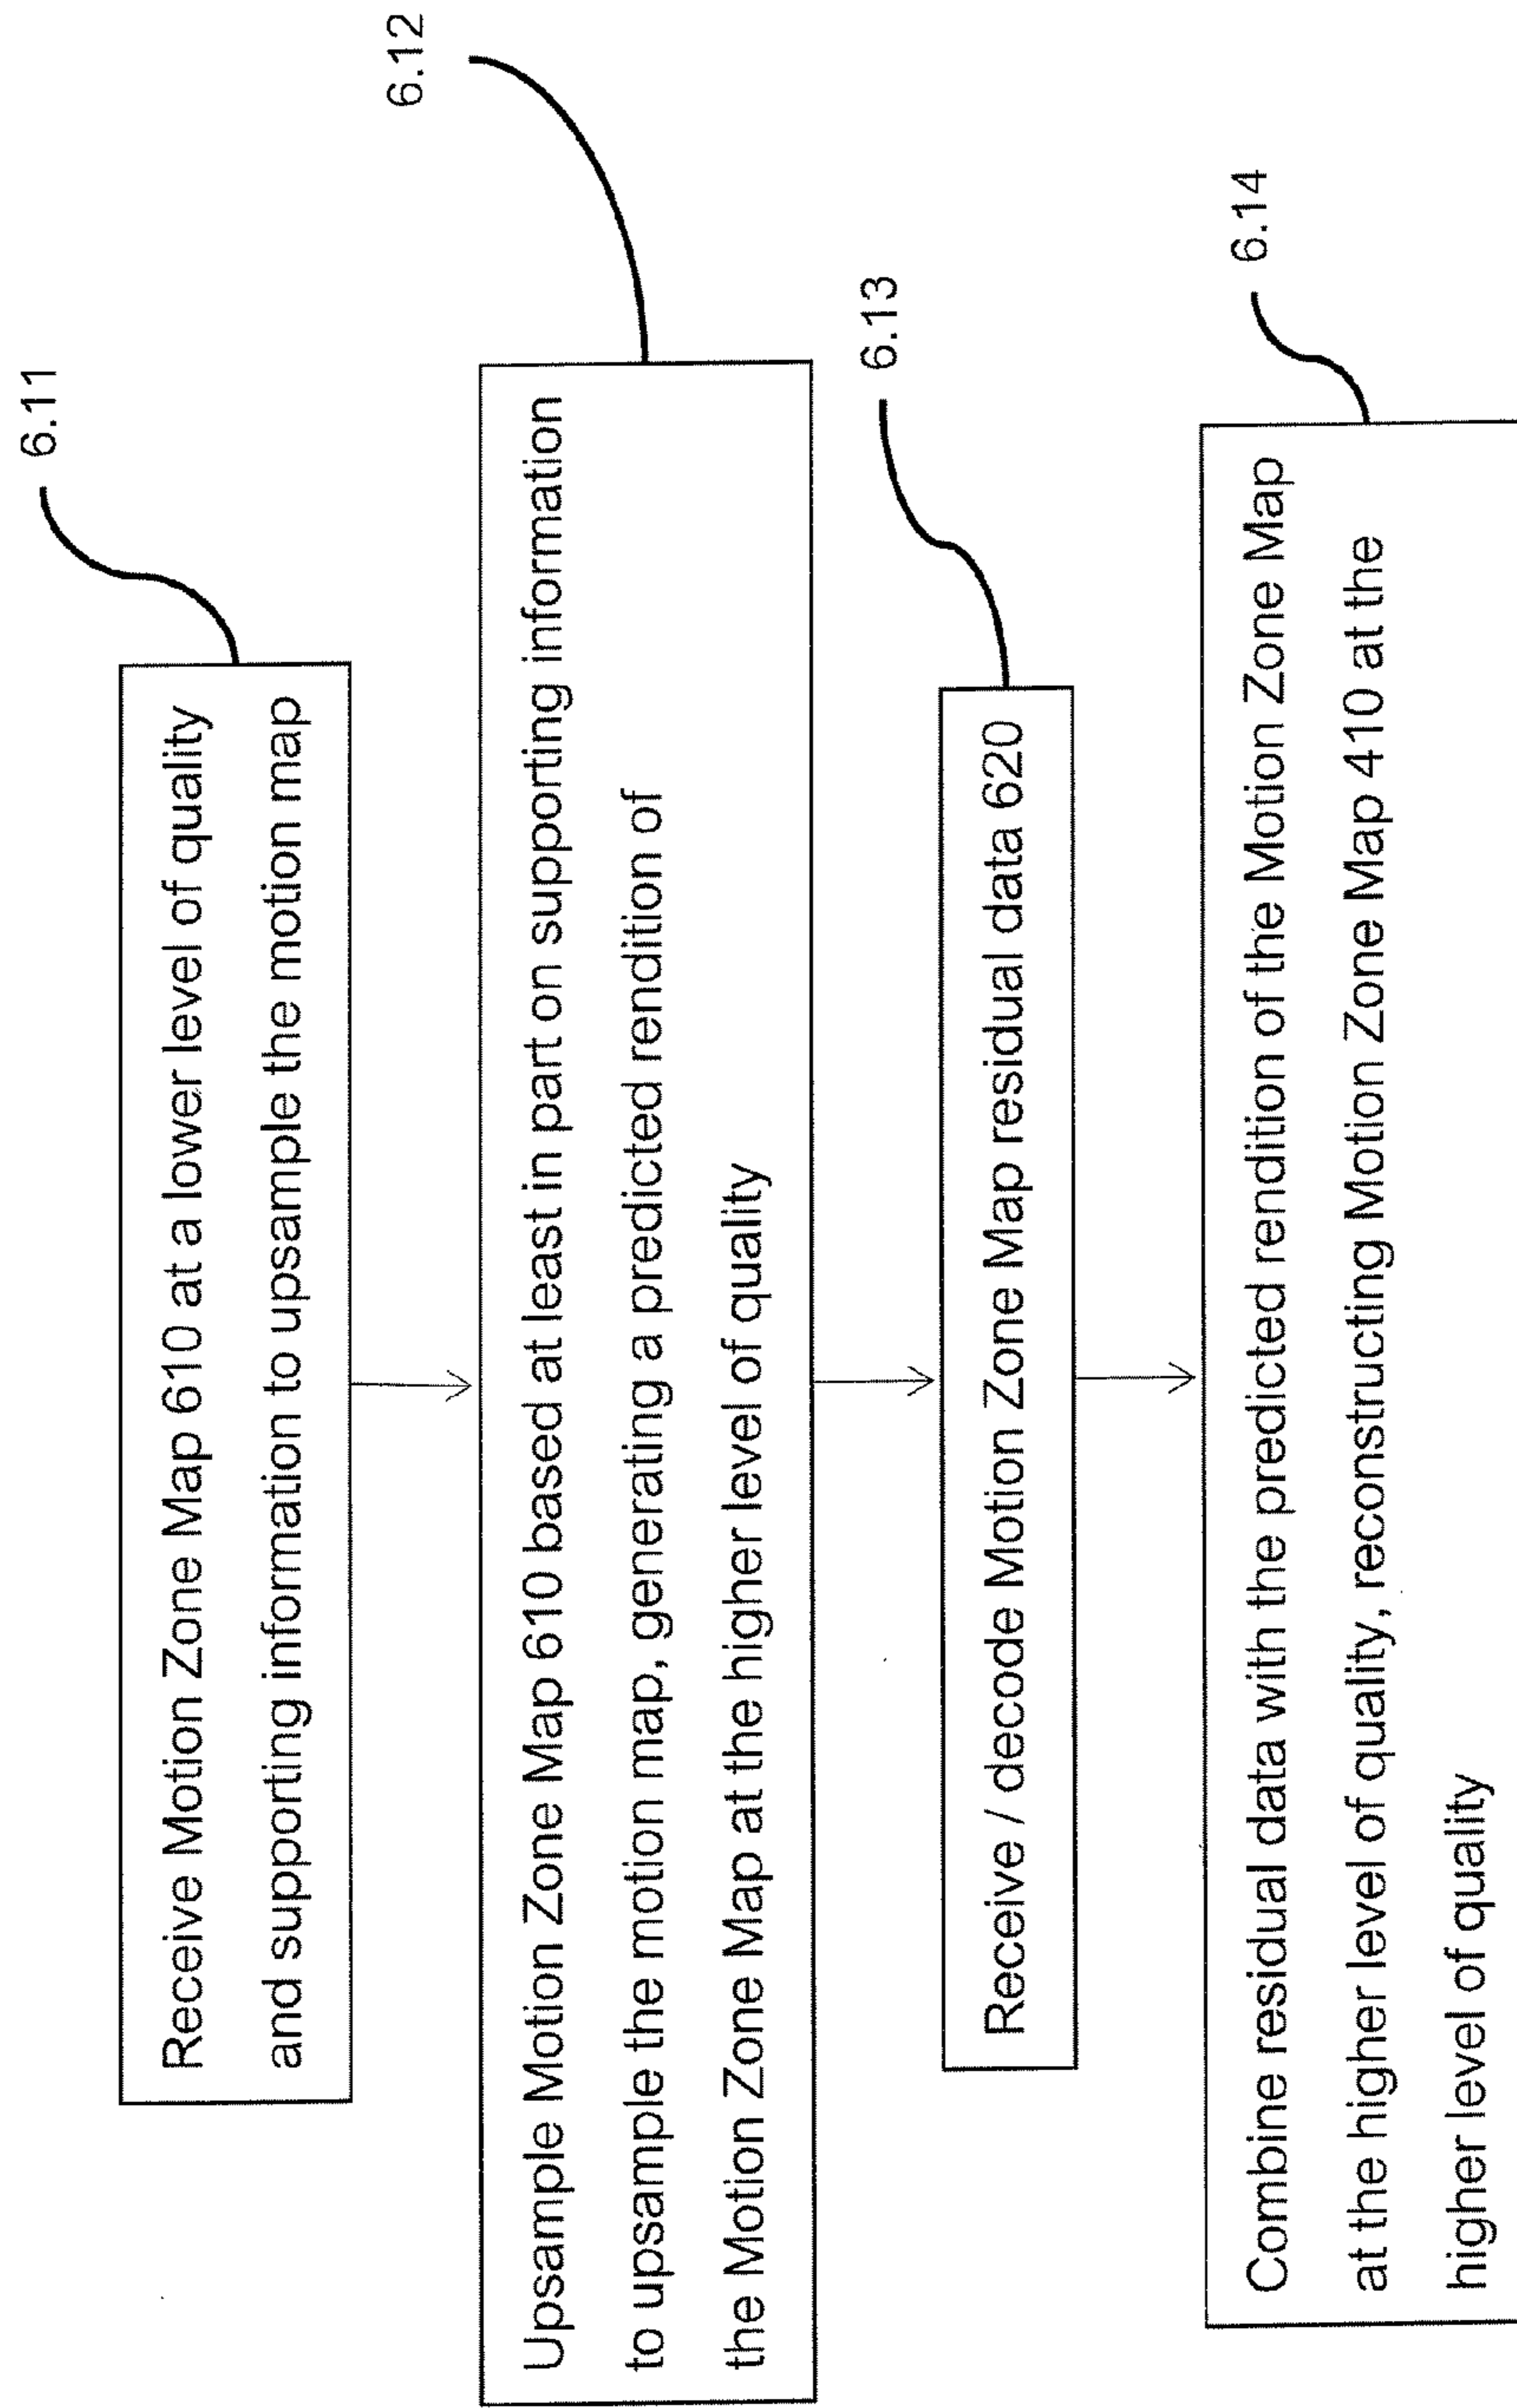 6.11
Receive Motion Zone Map 610 at a lower level of quality
and supporting information to upsample the motion map
6.12
Upsample Motion Zone Map 610 based at least in part on supporting information
to upsample the motion map, generating a predicted rendition of
the Motion Zone Map at the higher level of quality
6.13
Receive / decode Motion Zone Map residual data 620
6.14
Combine residual data with the predicted rendition of the Motion Zone Map
at the higher level of quality, reconstructing Motion Zone Map 410 at the
higher level of quality